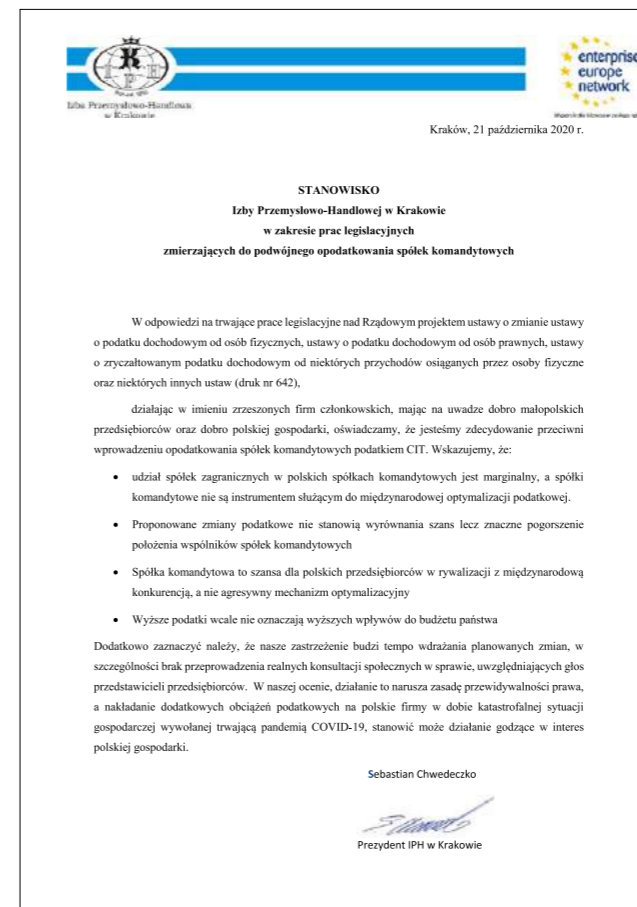 K
I P H
Izba Przemysłowo-Handlowa
w Krakowie
enterprise
europe
network
Kraków, 21 października 2020 r.
STANOWISKO
Izby Przemysłowo-Handlowej w Krakowie
w zakresie prac legislacyjnych
zmierzających do podwójnego opodatkowania spółek komandytowych
W odpowiedzi na trwające prace legislacyjne nad Rządowym projektem ustawy o zmianie ustawy
o podatku dochodowym od osób fizycznych, ustawy o podatku dochodowym od osób prawnych, ustawy
o zryczałtowanym podatku dochodowym od niektórych przychodów osiąganych przez osoby fizyczne
oraz niektórych innych ustaw (druk nr 642),
działając w imieniu zrzeszonych firm członkowskich, mając na uwadze dobro małopolskich
przedsiębiorców oraz dobro polskiej gospodarki, oświadczamy, że jesteśmy zdecydowanie przeciwni
wprowadzeniu opodatkowania spółek komandytowych podatkiem CIT. Wskazujemy, że:
• udział spółek zagranicznych w polskich spółkach komandytowych jest marginalny, a spółki
komandytowe nie są instrumentem służącym do międzynarodowej optymalizacji podatkowej.
• Proponowane zmiany podatkowe nie stanowią wyrównania szans lecz znaczne pogorszenie
położenia wspólników spółek komandytowych
• Spółka komandytowa to szansa dla polskich przedsiębiorców w rywalizacji z międzynarodową
konkurencją, a nie agresywny mechanizm optymalizacyjny
• Wyższe podatki wcale nie oznaczają wyższych wpływów do budżetu państwa
Dodatkowo zaznaczyć należy, że nasze zastrzeżenie budzi tempo wdrażania planowanych zmian, w
szczególności brak przeprowadzenia realnych konsultacji społecznych w sprawie, uwzględniających głos
przedstawicieli przedsiębiorców. W naszej ocenie, działanie to narusza zasadę przewidywalności prawa,
a nakładanie dodatkowych obciążeń podatkowych na polskie firmy w dobie katastrofalnej sytuacji
gospodarczej wywołanej trwającą pandemią COVID-19, stanowić może działanie godzące w interes
polskiej gospodarki.
Sebastian Chwedeczko
Prezydent IPH w Krakowie